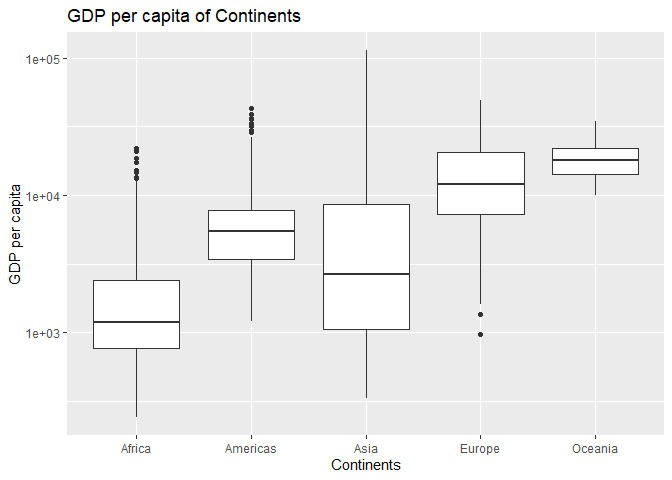 GDP per capita of Continents
1e+05
1e+04
1e+03
GDP per capita
Africa Americas Asia Europe Oceania
Continents